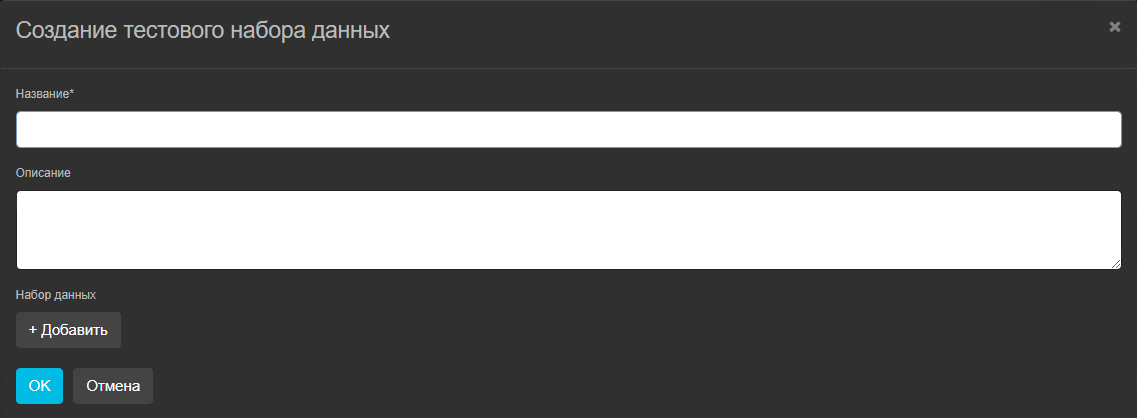 Создание тестового набора данных
Название*
Описание
Набор данных
+ Добавить
OK Отмена